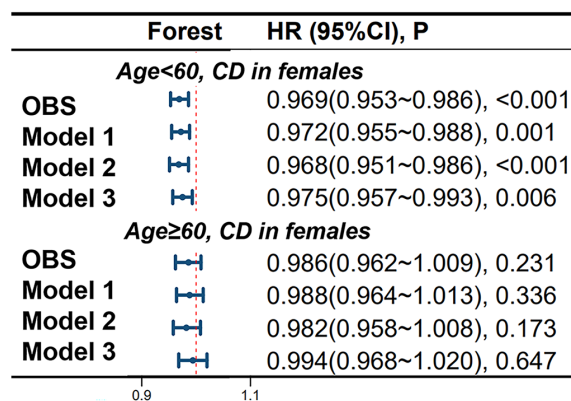 Forest HR (95%CI), P
Age<60, CD in females
OBS 0.969(0.953~0.986), <0.001
Model 1 0.972(0.955~0.988), 0.001
Model 2 0.968(0.951~0.986), <0.001
Model 3 0.975(0.957~0.993), 0.006
Age≥60, CD in females
OBS 0.986(0.962~1.009), 0.231
Model 1 0.988(0.964~1.013), 0.336
Model 2 0.982(0.958~1.008), 0.173
Model 3 0.994(0.968~1.020), 0.647
0.9 1.1